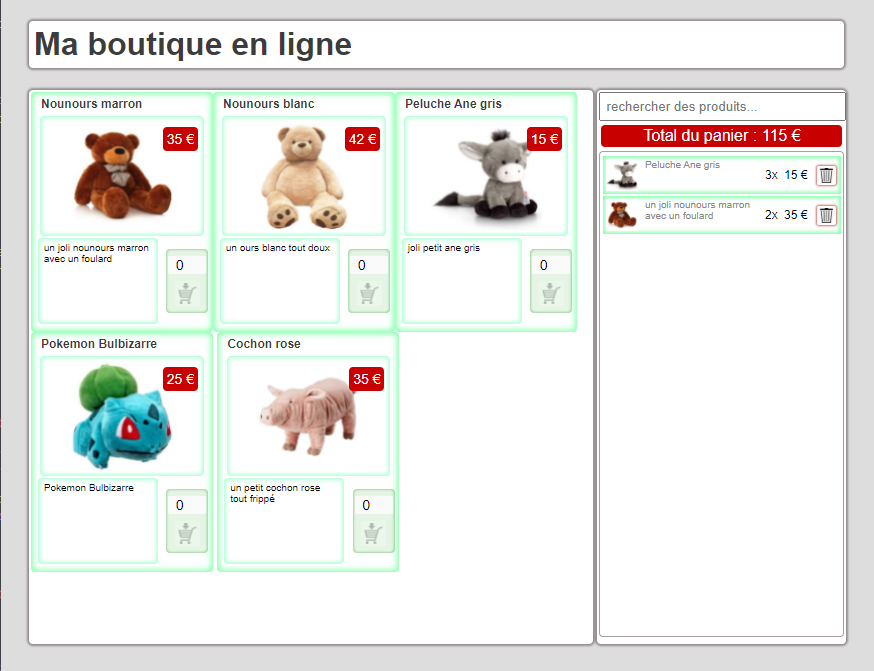 Ma boutique en ligne
Nounours marron
35 €
un joli nounours marron
avec un foulard
0
Nounours blanc
42 €
un ours blanc tout doux
0
Peluche Ane gris
15 €
joli petit ane gris
0
Pokemon Bulbizarre
25 €
Pokemon Bulbizarre
0
Cochon rose
35 €
un petit cochon rose
tout frippé
0
rechercher des produits...
Total du panier : 115 €
Peluche Ane gris
3x 15 €
un joli nounours marron
avec un foulard
2x 35 €